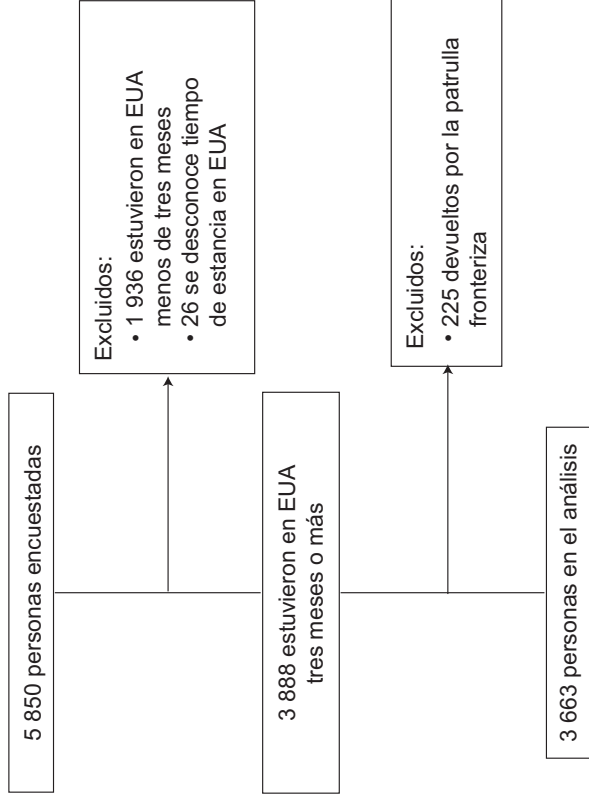 5 850 personas encuestadas
Excluidos:
• 1 936 estuvieron en EUA
menos de tres meses
• 26 se desconoce tiempo
de estancia en EUA
3 888 estuvieron en EUA
tres meses o más
Excluidos:
• 225 devueltos por la patrulla
fronteriza
3 663 personas en el análisis